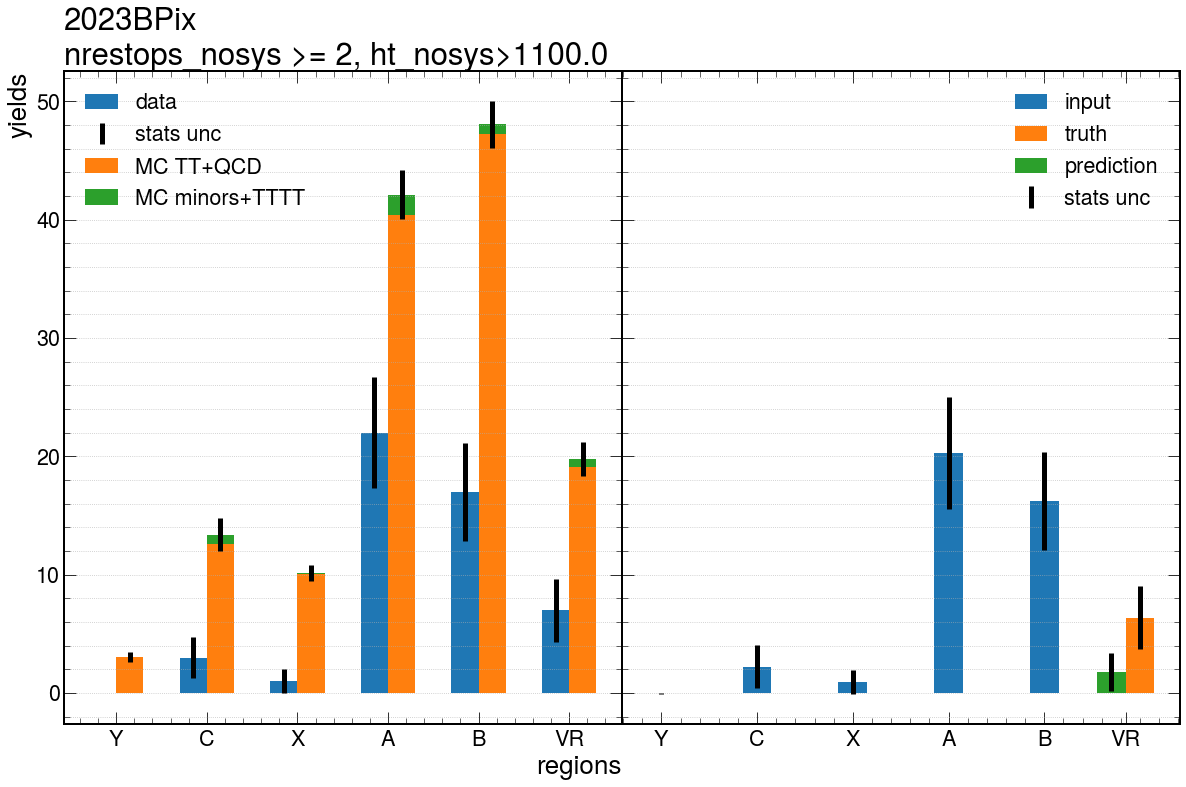 2023BPix
nrestops_nosys >= 2, ht_nosys>1100.0
yields
50
40
30
20
10
0
data
stats unc
MC TT+QCD
MC minors+TTTT
input
truth
prediction
stats unc
Y C X A B VR
Y C X A B VR
regions